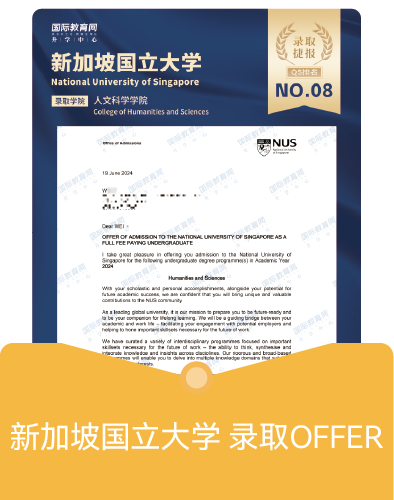 国际教育网
升学中心
录取
捷报
QS排名
NO.08
新加坡国立大学
National University of Singapore
录取学院 人文科学学院
College of Humanities and Sciences
Office of Admissions
NUS
National University
of Singapore
19 June 2024
Dear WEI
OFFER OF ADMISSION TO THE NATIONAL UNIVERSITY OF SINGAPORE AS A
FULL FEE PAYING UNDERGRADUATE
I take great pleasure in offering you admission to the National University of
Singapore for the following undergraduate degree programme(s) in Academic Year
2024
Humanities and Sciences
With your scholastic and personal accomplishments, alongside your potential for
future academic success, we are confident that you will bring unique and valuable
contributions to the NUS community.
As a leading global university, it is our mission to prepare you to be future-ready and
to be your companion for lifelong learning. We will be a guiding bridge between your
academic and work life – facilitating your engagement with potential employers and
helping to hone important skillsets necessary for the future of work.
We have curated a variety of interdisciplinary programmes focused on important
skillsets necessary for the future of work – the ability to think, synthesise and
integrate knowledge and insights across disciplines. Our rigorous and broad-based
will enable you to delve into multiple knowledge domains
新加坡国立大学 录取OFFER